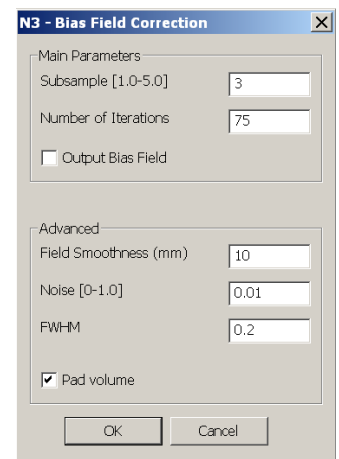 N3 - Bias Field Correction
Main Parameters
Subsample [1.0-5.0] 3
Number of Iterations 75
Output Bias Field
Advanced
Field Smoothness (mm) 10
Noise [0-1.0] 0.01
FWHM 0.2
Pad volume
OK Cancel